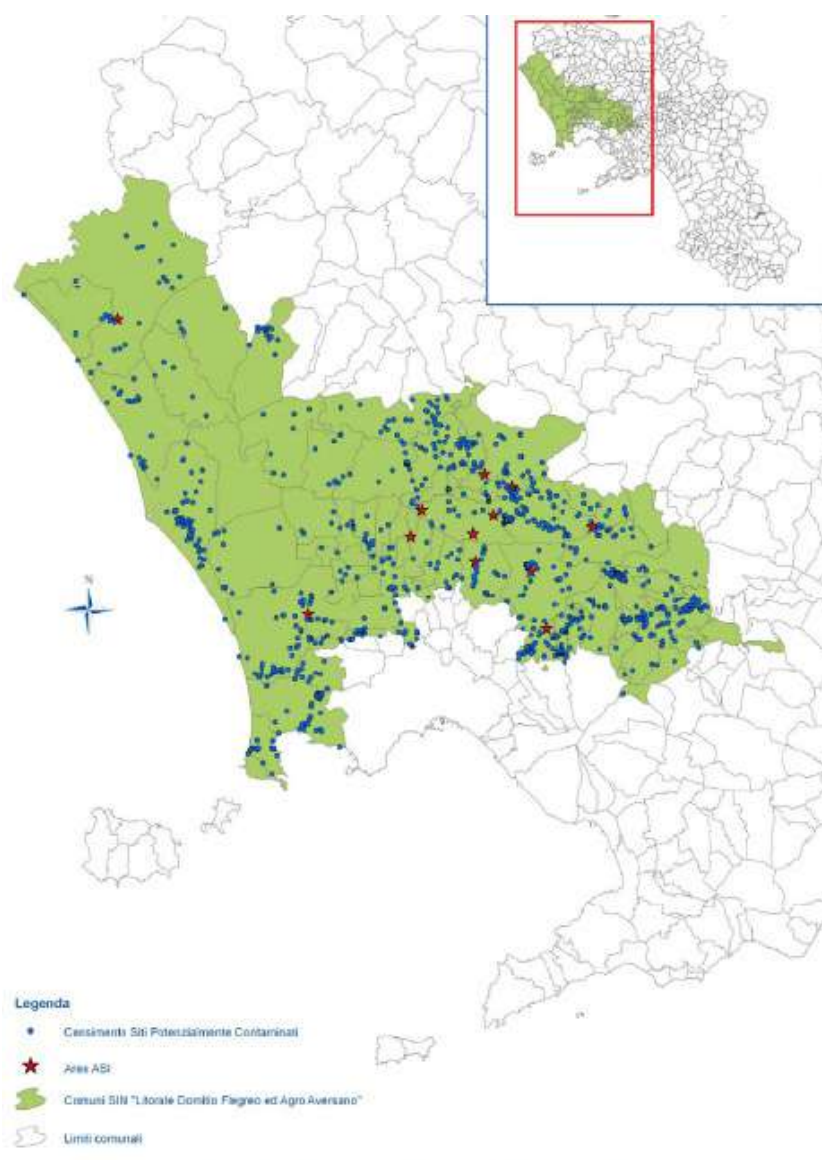 N
Legenda
Censimento Siti Potenzialmente Contaminati
Aree ASI
Comuni SIN "Litorale Domitio Flegreo ed Agro Aversano"
Limiti comunali